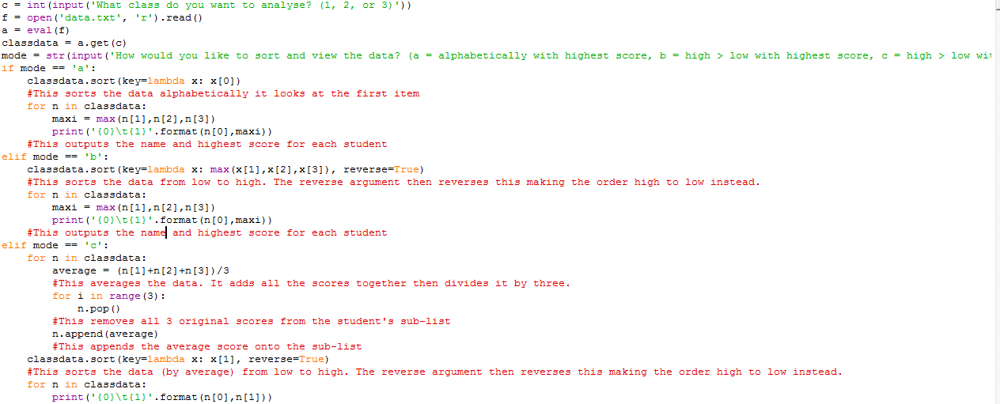 c = int(input('What class do you want to analyse? (1, 2, or 3)'))
f = open('data.txt', 'r').read()
a = eval(f)
classdata = a.get(c)
mode = str(input('How would you like to sort and view the data? (a = alphabetically with highest score, b = high > low with highest score, c = high > low
if mode == 'a':
    classdata.sort(key=lambda x: x[0])
    #This sorts the data alphabetically it looks at the first item
    for n in classdata:
        maxi = max(n[1],n[2],n[3])
        print('{0}\t{1}'.format(n[0],maxi))
    #This outputs the name and highest score for each student
elif mode == 'b':
    classdata.sort(key=lambda x: max(x[1],x[2],x[3]), reverse=True)
    #This sorts the data from low to high. The reverse argument then reverses this making the order high to low instead.
    for n in classdata:
        maxi = max(n[1],n[2],n[3])
        print('{0}\t{1}'.format(n[0],maxi))
    #This outputs the name and highest score for each student
elif mode == 'c':
    for n in classdata:
        average = (n[1]+n[2]+n[3])/3
        #This averages the data. It adds all the scores together then divides it by three.
        for i in range(3):
            n.pop()
        #This removes all 3 original scores from the student's sub-list
        n.append(average)
        #This appends the average score onto the sub-list
    classdata.sort(key=lambda x: x[1], reverse=True)
    #This sorts the data (by average) from low to high. The reverse argument then reverses this making the order high to low instead.
    for n in classdata:
        print('{0}\t{1}'.format(n[0],n[1]))